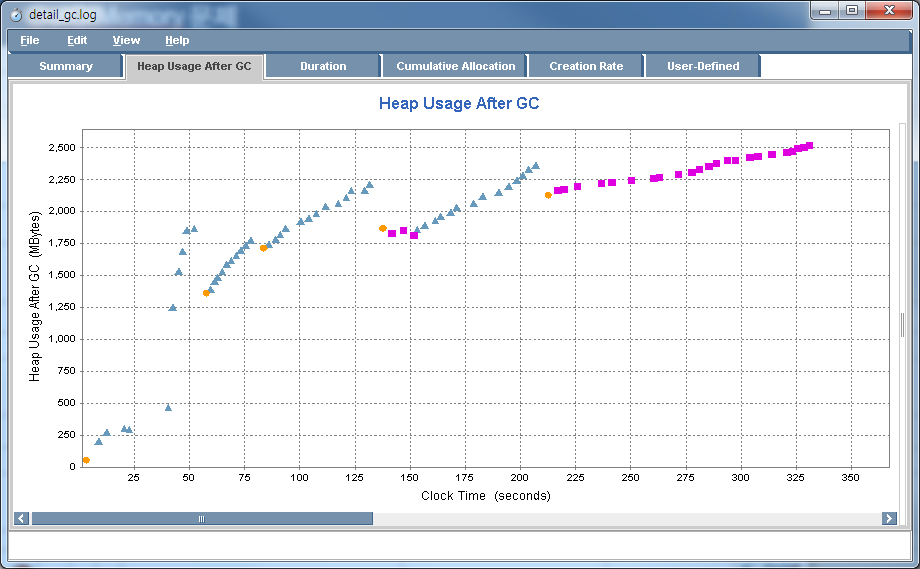 Memory 문제
detail_gc.log
File Edit View Help
Summary Heap Usage After GC Duration Cumulative Allocation Creation Rate User-Defined
Heap Usage After GC
Heap Usage After GC (MBytes)
2,500
2,250
2,000
1,750
1,500
1,250
1,000
750
500
250
0
25 50 75 100 125 150 175 200 225 250 275 300 325 350
Clock Time (seconds)